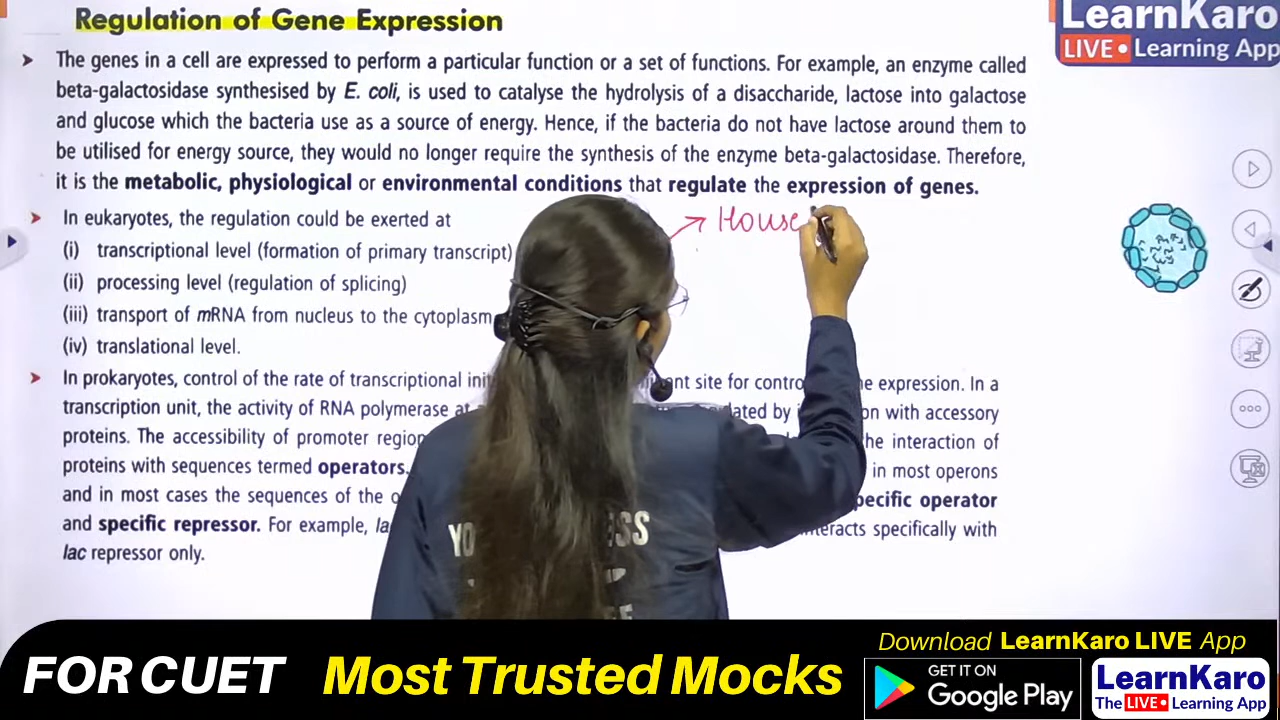 Regulation of Gene Expression
LearnKaro
LIVE • Learning App
➤ The genes in a cell are expressed to perform a particular function or a set of functions. For example, an enzyme called
beta-galactosidase synthesised by E. coli, is used to catalyse the hydrolysis of a disaccharide, lactose into galactose
and glucose which the bacteria use as a source of energy. Hence, if the bacteria do not have lactose around them to
be utilised for energy source, they would no longer require the synthesis of the enzyme beta-galactosidase. Therefore,
it is the metabolic, physiological or environmental conditions that regulate the expression of genes.
➤ In eukaryotes, the regulation could be exerted at
House
(i) transcriptional level (formation of primary transcript)
(ii) processing level (regulation of splicing)
(iii) transport of mRNA from nucleus to the cytoplasm
(iv) translational level.
➤ In prokaryotes, control of the rate of transcriptional site for expression. In a
transcription unit, the activity of RNA polymerase with accessory
proteins. The accessibility of promoter the interaction of
proteins with sequences termed operators. in most operons
and in most cases the sequences of the operator
and specific repressor. For example, interacts specifically with
lac repressor only.
FOR CUET Most Trusted Mocks
Download LearnKaro LIVE App
GET IT ON
Google Play
LearnKaro
The LIVE • Learning App